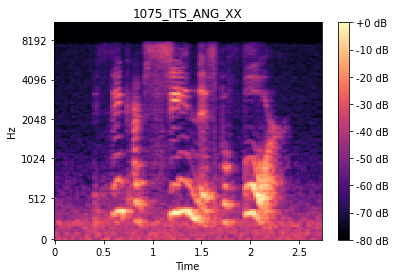 1075_ITS_ANG_XX
+0 dB
8192
-10 dB
4096
-20 dB
-30 dB
2048
Hz
-40 dB
1024
-50 dB
512
-60 dB
-70 dB
0
-80 dB
0 0.5 1 1.5 2 2.5
Time